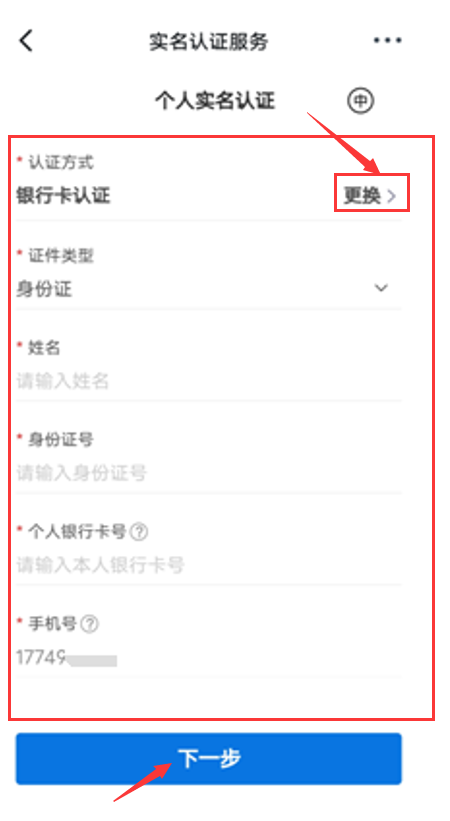 实名认证服务
个人实名认证 中
* 认证方式
银行卡认证 更换 >
* 证件类型
身份证
* 姓名
请输入姓名
* 身份证号
请输入身份证号
* 个人银行卡号 ?
请输入本人银行卡号
* 手机号 ?
17749
下一步